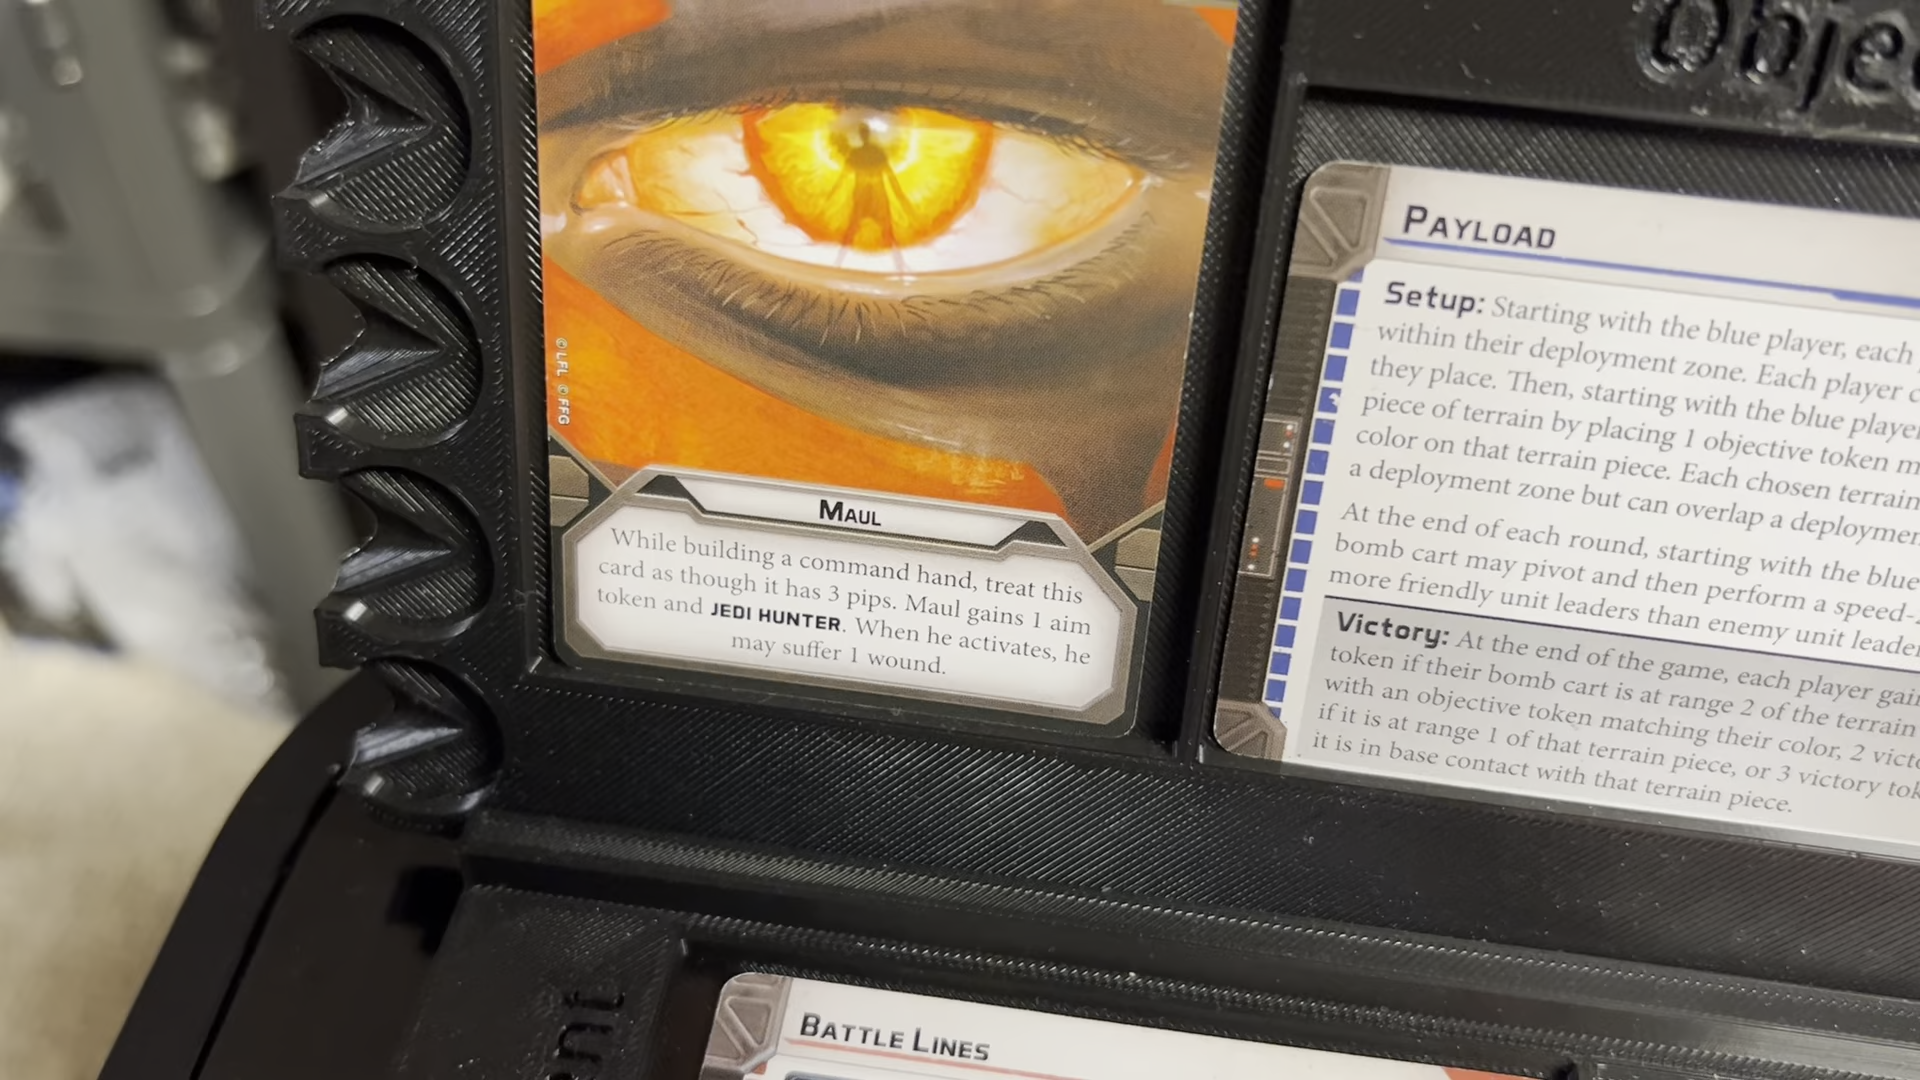 Obje
© LFL © FFG
MAUL
While building a command hand, treat this
card as though it has 3 pips. Maul gains 1 aim
token and JEDI HUNTER. When he activates, he
may suffer 1 wound.
PAYLOAD
Setup: Starting with the blue player, each
within their deployment zone. Each player
they place. Then, starting with the blue player
piece of terrain by placing 1 objective token
color on that terrain piece. Each chosen terrain
a deployment zone but can overlap a
At the end of each round, starting with the blue
bomb cart may pivot and then perform a speed-
more friendly unit leaders than enemy unit
Victory: At the end of the game, each player
token if their bomb cart is at range 2 of the terrain
with an objective token matching their color, 2
if it is at range 1 of that terrain piece, or 3 victory
it is in base contact with that terrain piece.
ent
BATTLE LINES